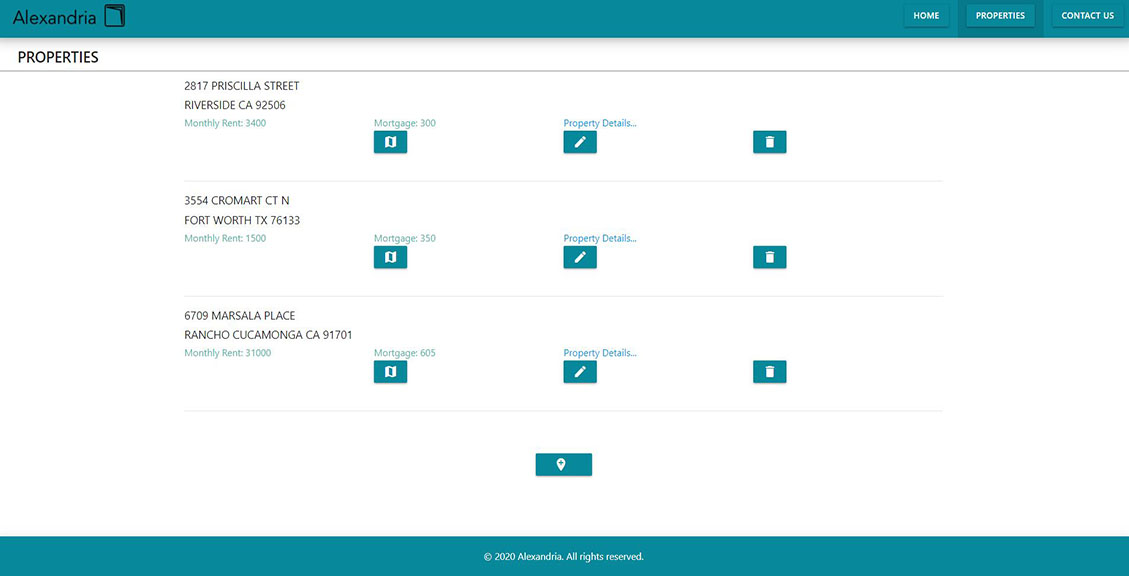 Alexandria
HOME
PROPERTIES
CONTACT US
PROPERTIES
2817 PRISCILLA STREET
RIVERSIDE CA 92506
Monthly Rent: 3400 Mortgage: 300 Property Details...
3554 CROMART CT N
FORT WORTH TX 76133
Monthly Rent: 1500 Mortgage: 350 Property Details...
6709 MARSALA PLACE
RANCHO CUCAMONGA CA 91701
Monthly Rent: 31000 Mortgage: 605 Property Details...
© 2020 Alexandria. All rights reserved.